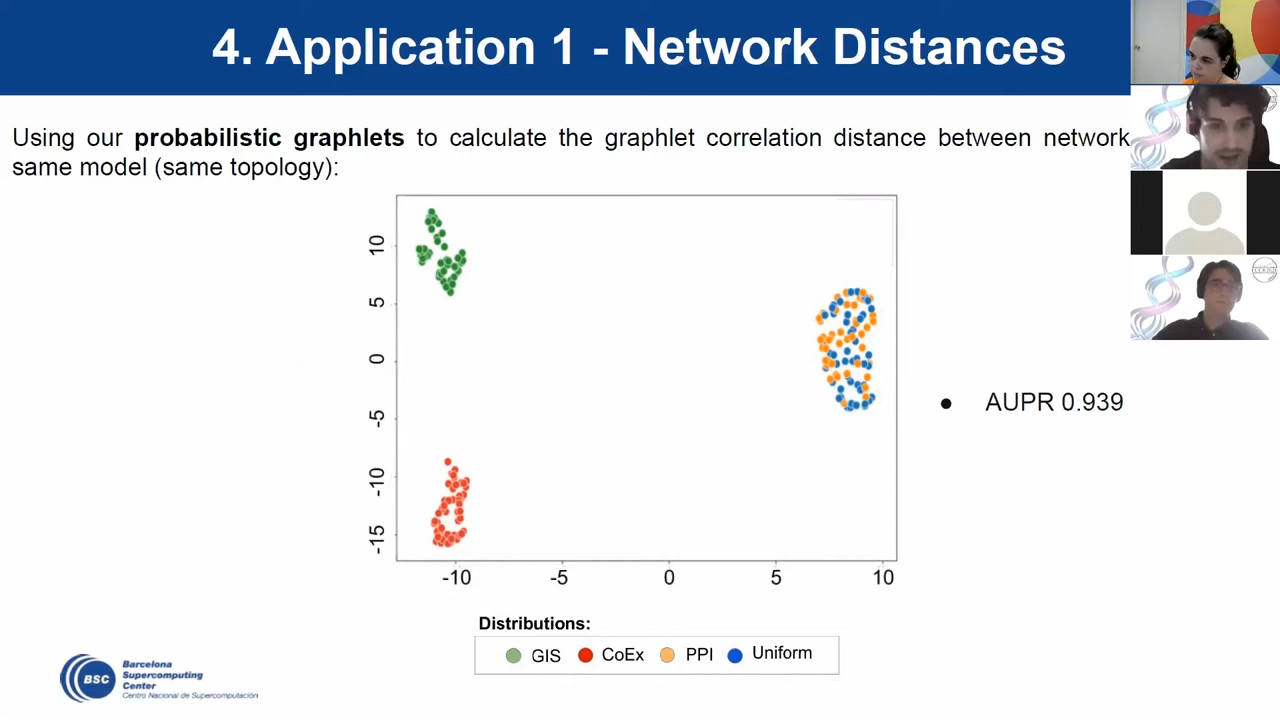 4. Application 1 - Network Distances
Using our probabilistic graphlets to calculate the graphlet correlation distance between network
same model (same topology):
10
5
0
-5
-10
-15
-10
-5
0
5
10
● AUPR 0.939
Distributions:
GIS CoEx PPI Uniform
BSC
Barcelona
Supercomputing
Center
Centro Nacional de Supercomputación